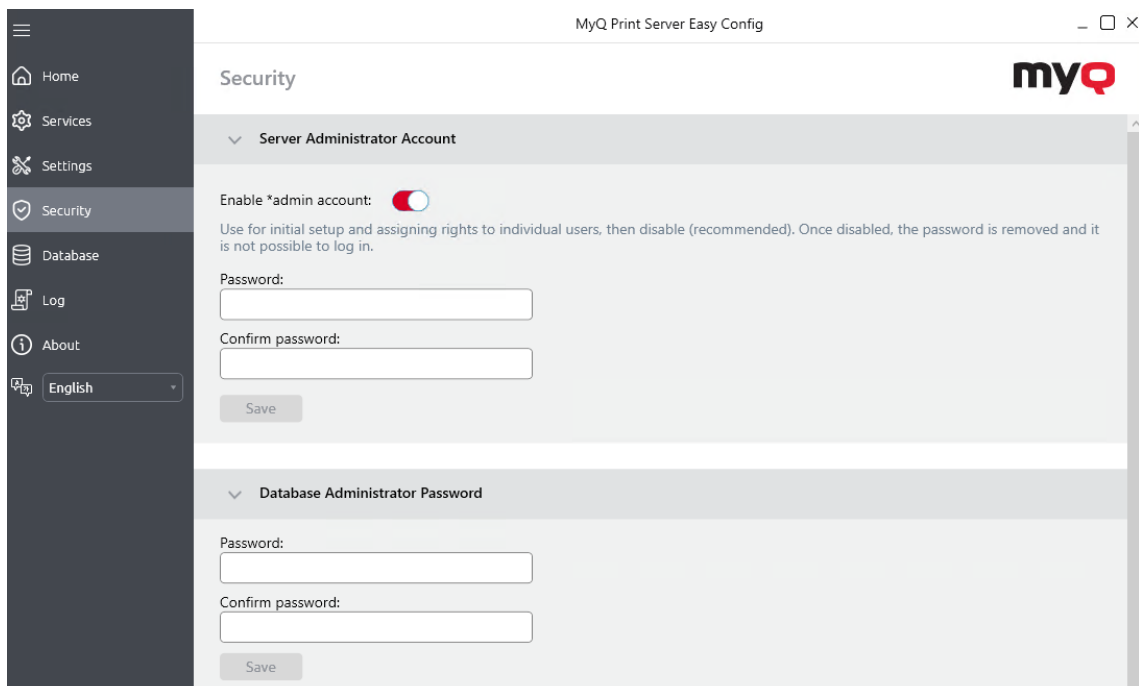 MyQ Print Server Easy Config
Home
Services
Settings
Security
Database
Log
About
English
Security
myQ
Server Administrator Account
Enable *admin account:
Use for initial setup and assigning rights to individual users, then disable (recommended). Once disabled, the password is removed and it
is not possible to log in.
Password:
Confirm password:
Save
Database Administrator Password
Password:
Confirm password:
Save